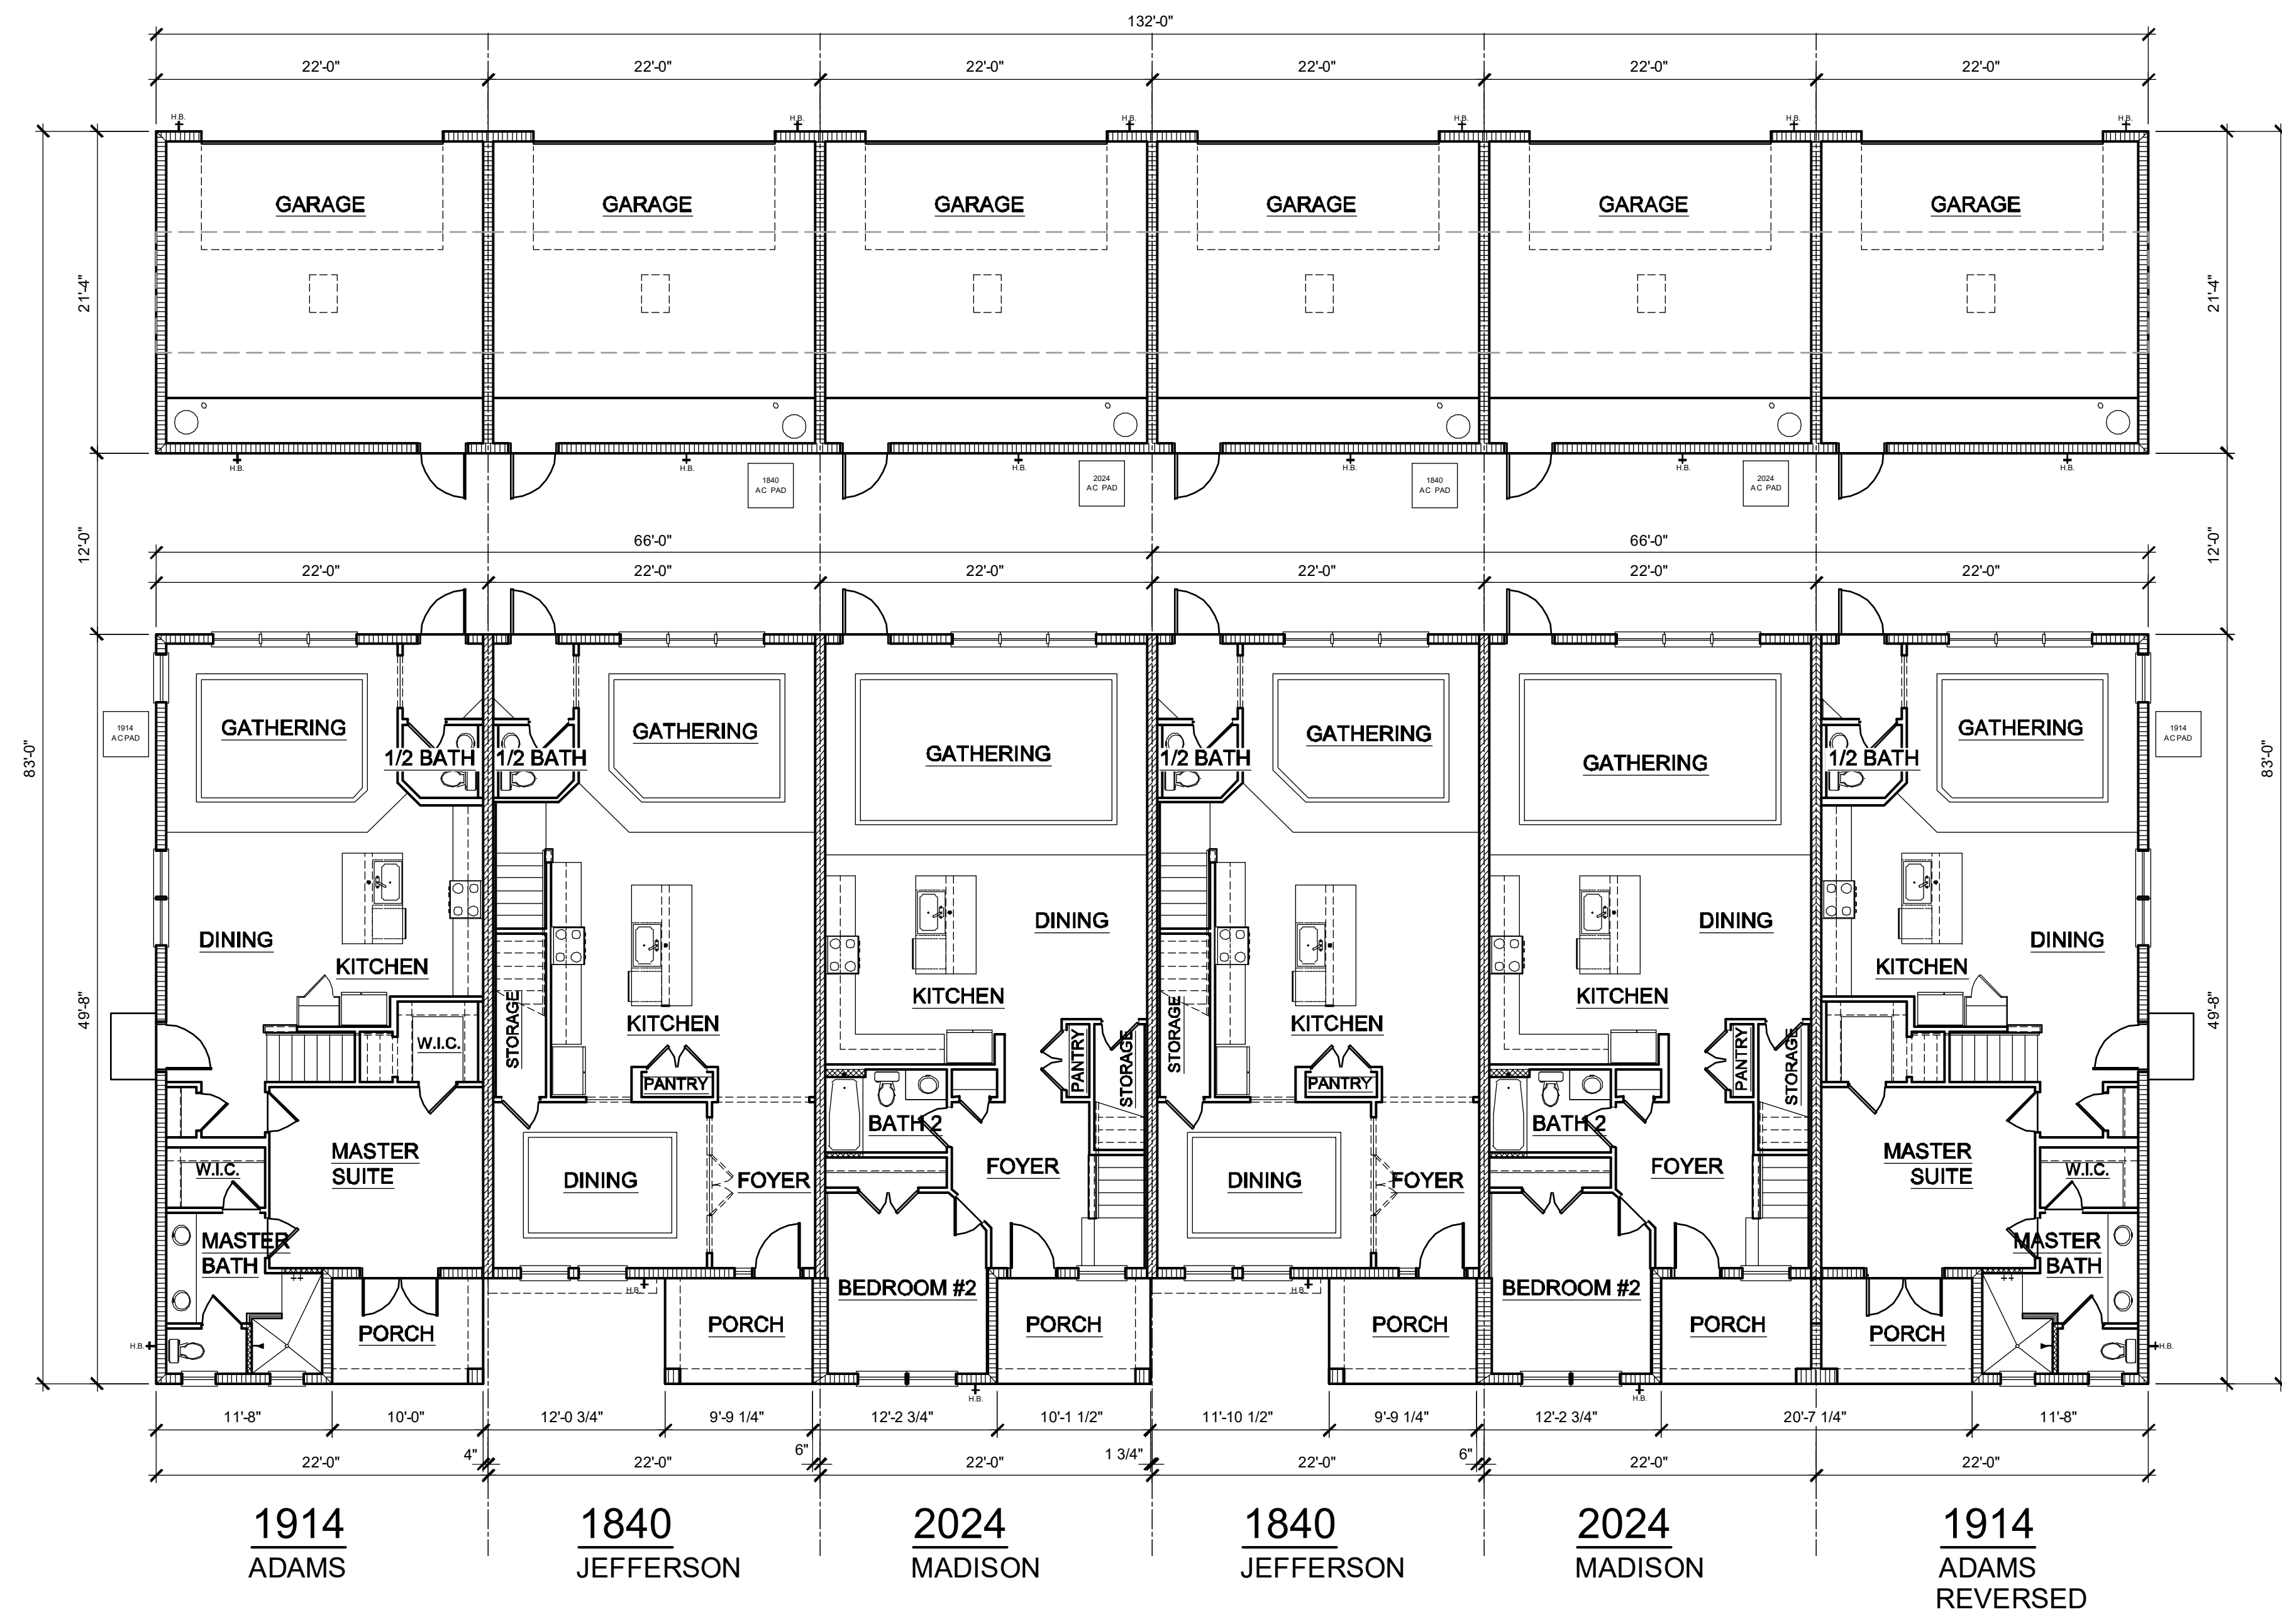 132'-0"
22'-0" 22'-0" 22'-0" 22'-0" 22'-0" 22'-0"
H.B. H.B. H.B. H.B. H.B. H.B.
GARAGE GARAGE GARAGE GARAGE GARAGE GARAGE
21'-4" 21'-4"
H.B. H.B. H.B. H.B. H.B. H.B.
1840 2024 1840 2024
AC PAD AC PAD AC PAD AC PAD
12'-0" 12'-0"
66'-0" 66'-0"
22'-0" 22'-0" 22'-0" 22'-0" 22'-0" 22'-0"
83'-0" 83'-0"
1914 1914
AC PAD AC PAD
GATHERING GATHERING GATHERING GATHERING GATHERING GATHERING
1/2 BATH 1/2 BATH 1/2 BATH 1/2 BATH
DINING DINING DINING DINING
KITCHEN KITCHEN KITCHEN KITCHEN KITCHEN KITCHEN
49'-8" 49'-8"
STORAGE STORAGE STORAGE STORAGE
W.I.C.
PANTRY PANTRY PANTRY PANTRY
BATH 2 BATH 2
MASTER MASTER
SUITE SUITE
W.I.C. W.I.C.
DINING FOYER FOYER DINING FOYER FOYER
MASTER MASTER
BATH BATH
H.B. BEDROOM #2 H.B. BEDROOM #2
PORCH PORCH PORCH PORCH PORCH PORCH
H.B. H.B.
H.B. H.B.
11'-8" 10'-0" 12'-0 3/4" 9'-9 1/4" 12'-2 3/4" 10'-1 1/2" 11'-10 1/2" 9'-9 1/4" 12'-2 3/4" 20'-7 1/4" 11'-8"
4" 6" 1 3/4" 6"
22'-0" 22'-0" 22'-0" 22'-0" 22'-0" 22'-0"
1914 1840 2024 1840 2024 1914
ADAMS JEFFERSON MADISON JEFFERSON MADISON ADAMS
REVERSED